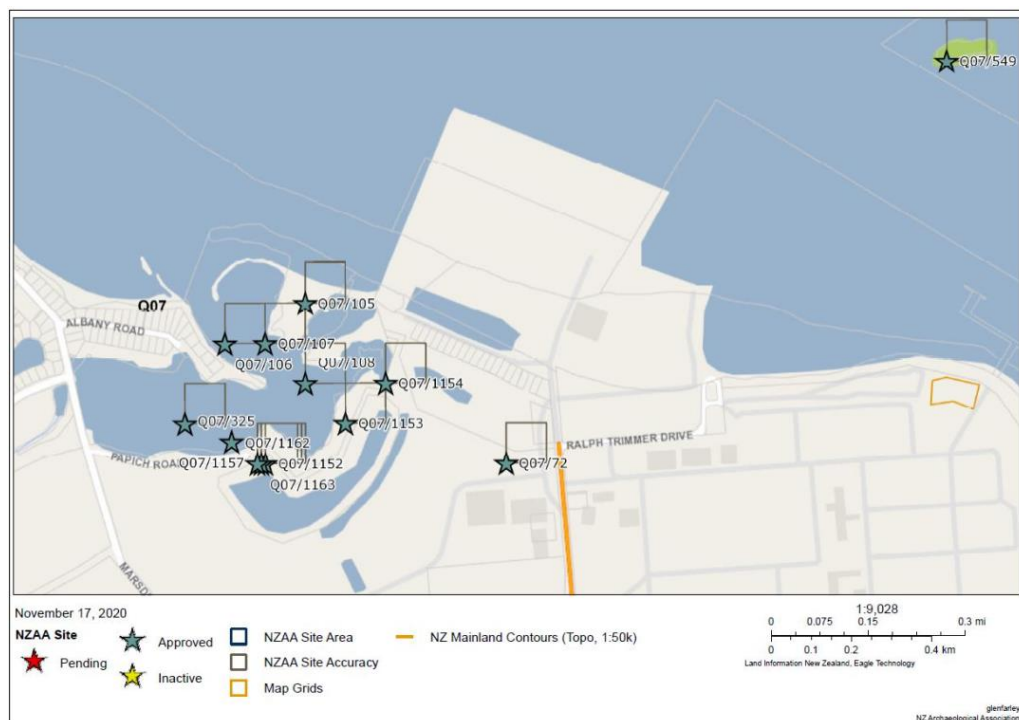 Q07/549
Q07/105
Q07
ALBANY ROAD
Q07/107
Q07/106
Q07/108
Q07/1154
Q07/325
Q07/1153
Q07/1162
RALPH TRIMMER DRIVE
PAPICH ROAD
Q07/1157
Q07/1152
Q07/72
Q07/1163
MARSD
November 17, 2020
NZAA Site
Pending
Approved
Inactive
NZAA Site Area
NZAA Site Accuracy
Map Grids
NZ Mainland Contours (Topo, 1:50k)
1:9,028
0 0.075 0.15 0.3 mi
0 0.1 0.2 0.4 km
Land Information New Zealand, Eagle Technology
glenfarley
NZ Archaeological Association